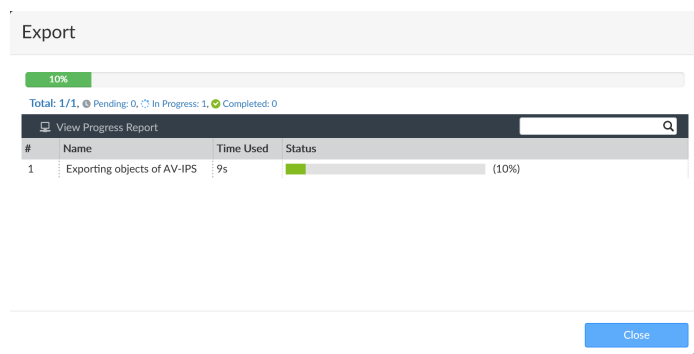 Export
10%
Total: 1/1, Pending: 0, In Progress: 1, Completed: 0
View Progress Report
# Name Time Used Status
1 Exporting objects of AV-IPS 9s (10%)
Close